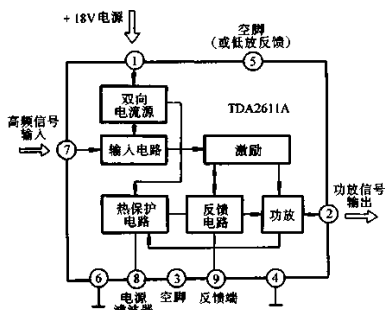 +18V电源
空脚
(或低放反馈)
1
5
双向
电流源
TDA2611A
高频信号
输入
7
输入电路
激励
功放信号
输出
热保护
电路
反馈
电路
功放
2
6
8
3
9
4
电源
滤波器
空脚
反馈端